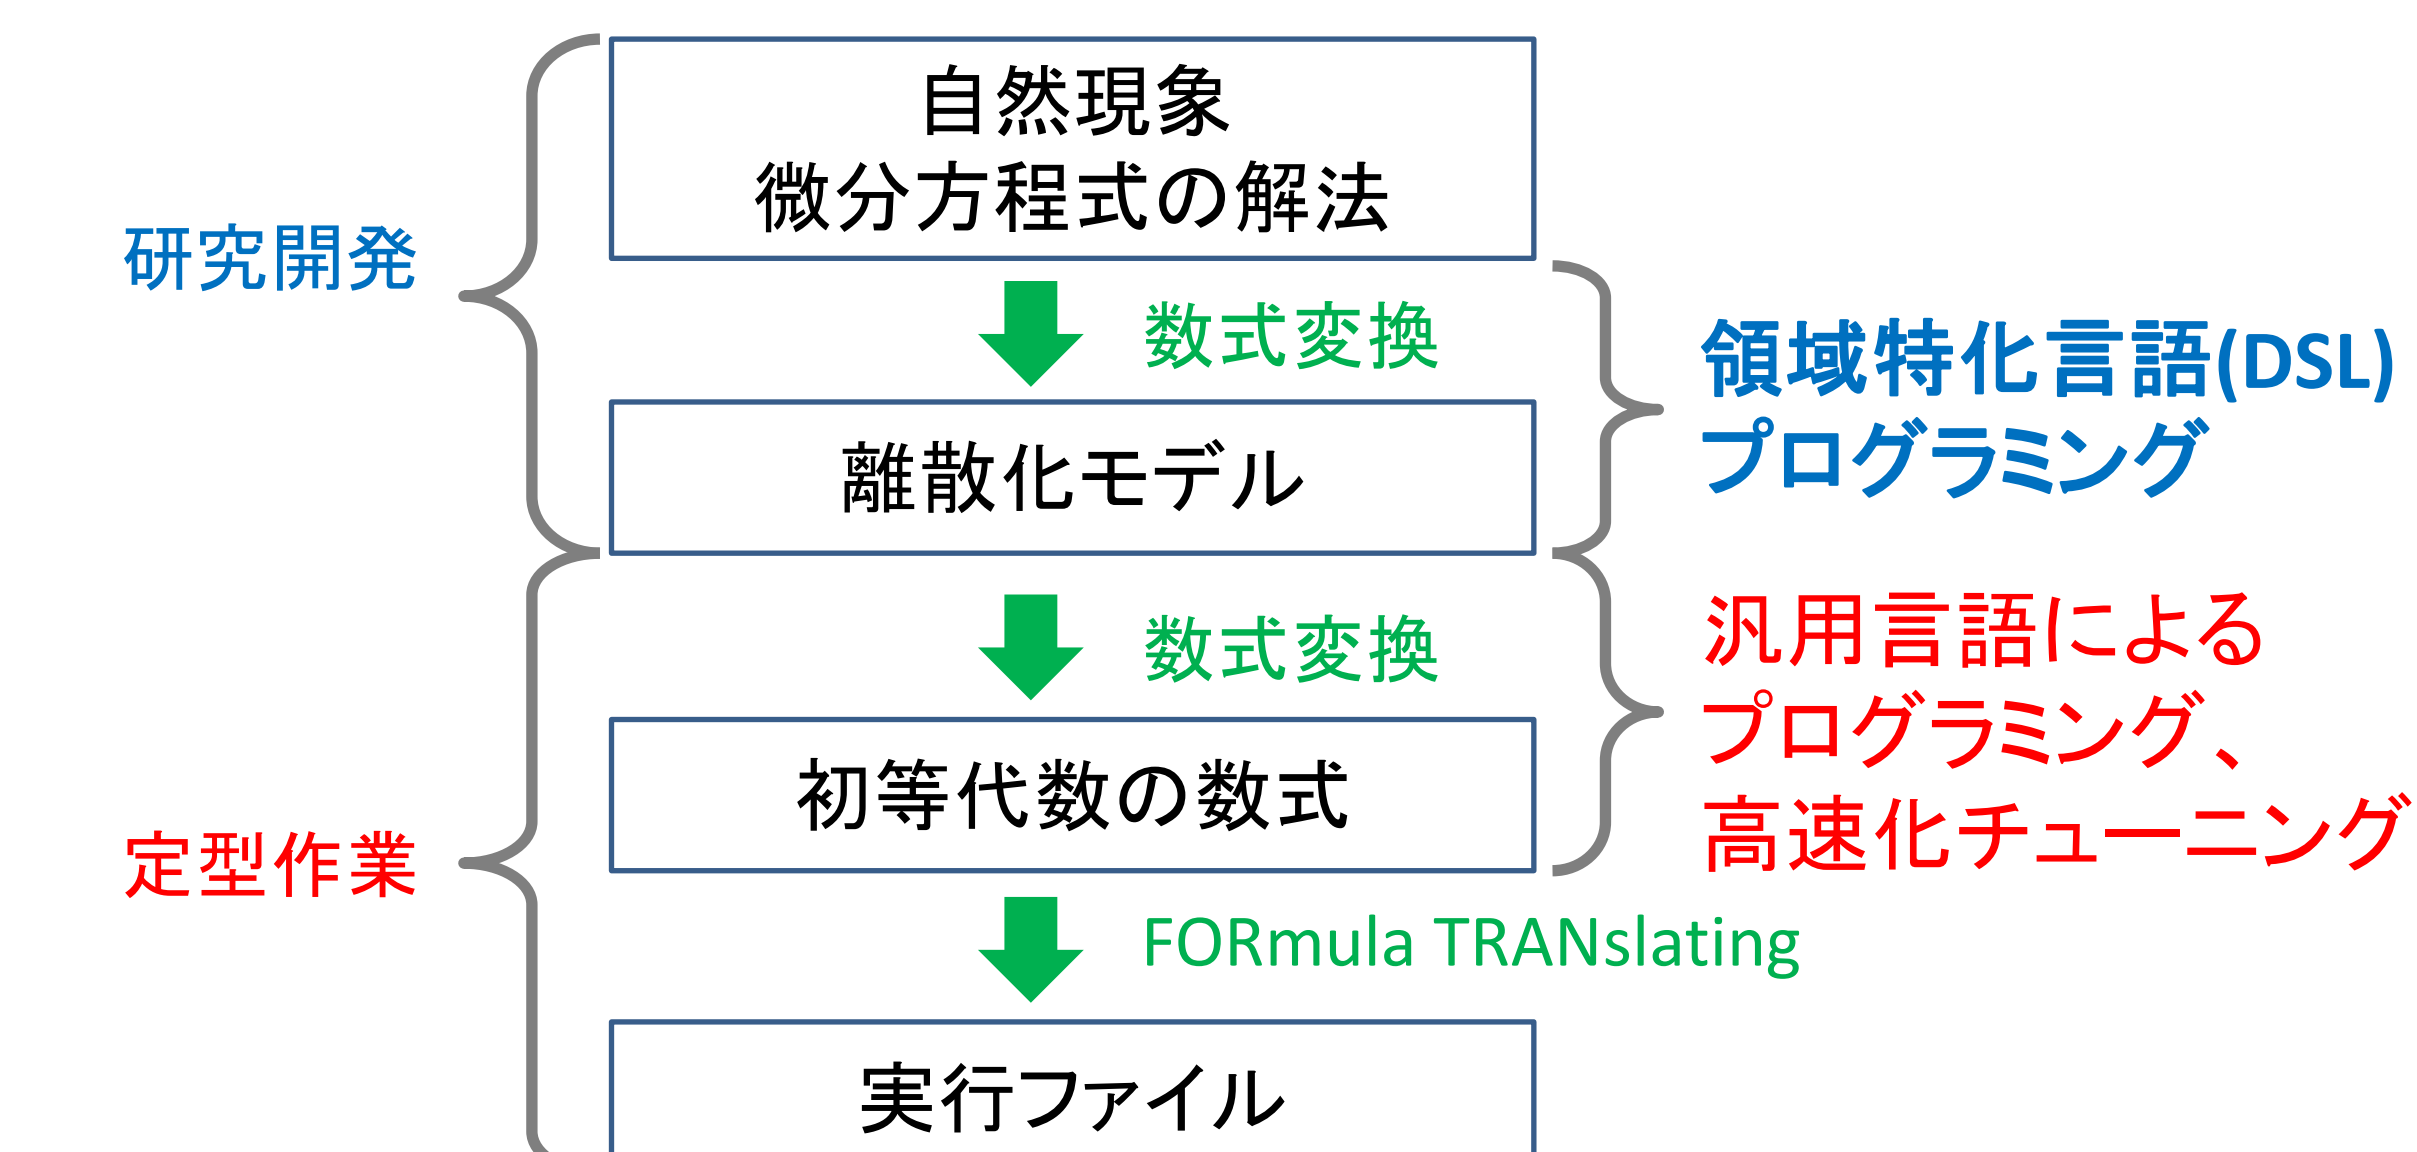 自然現象
微分方程式の解法
研究開発
数式変換
領域特化言語(DSL)
プログラミング
離散化モデル
汎用言語による
プログラミング、
高速化チューニング
数式変換
初等代数の数式
定型作業
FORmula TRANslating
実行ファイル